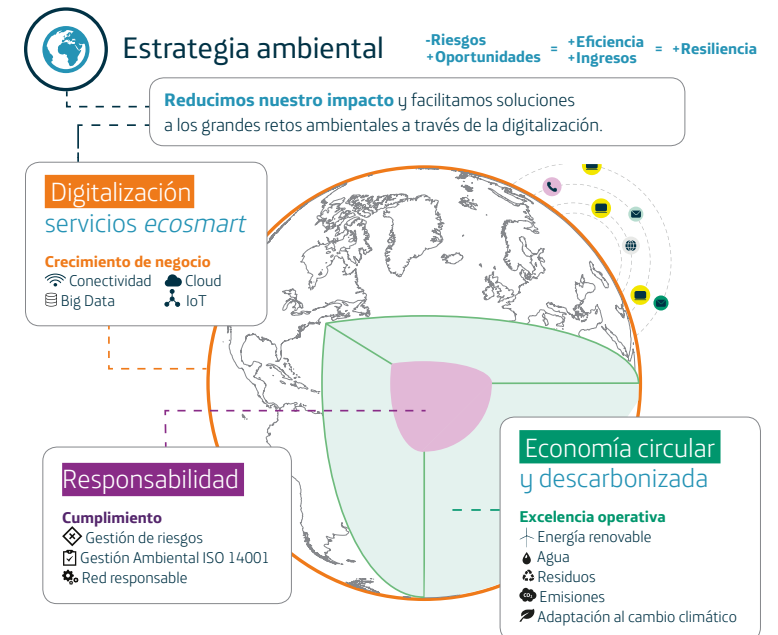 Estrategia ambiental
-Riesgos
+Oportunidades
=
+Eficiencia
+Ingresos
=
+Resiliencia
Reducimos nuestro impacto y facilitamos soluciones
a los grandes retos ambientales a través de la digitalización.
Digitalización
servicios ecosmart
Crecimiento de negocio
Conectividad Cloud
Big Data IoT
Responsabilidad
Cumplimiento
Gestión de riesgos
Gestión Ambiental ISO 14001
Red responsable
Economía circular
y descarbonizada
Excelencia operativa
Energía renovable
Agua
Residuos
CO₂ Emisiones
Adaptación al cambio climático